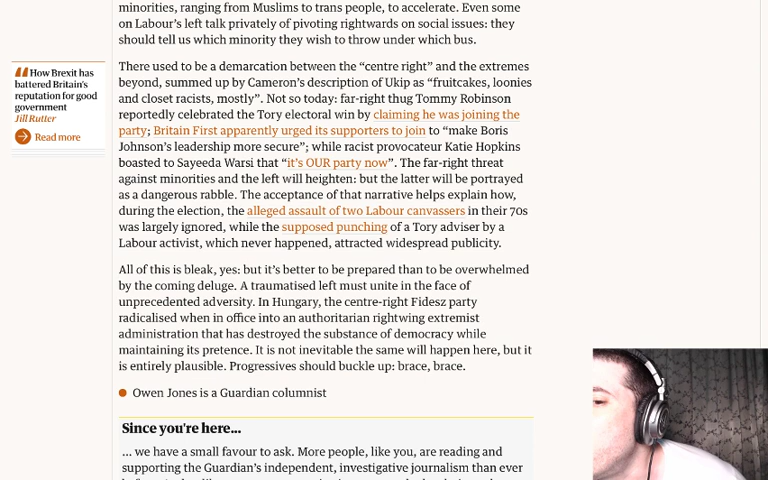 minorities, ranging from Muslims to trans people, to accelerate. Even some
on Labour’s left talk privately of pivoting rightwards on social issues: they
should tell us which minority they wish to throw under which bus.
How Brexit has
battered Britain’s
reputation for good
government
Jill Rutter
Read more
There used to be a demarcation between the “centre right” and the extremes
beyond, summed up by Cameron’s description of Ukip as “fruitcakes, loonies
and closet racists, mostly”. Not so today: far-right thug Tommy Robinson
reportedly celebrated the Tory electoral win by claiming he was joining the
party; Britain First apparently urged its supporters to join to “make Boris
Johnson’s leadership more secure”; while racist provocateur Katie Hopkins
boasted to Sayeeda Warsi that “it’s OUR party now”. The far-right threat
against minorities and the left will heighten: but the latter will be portrayed
as a dangerous rabble. The acceptance of that narrative helps explain how,
during the election, the alleged assault of two Labour canvassers in their 70s
was largely ignored, while the supposed punching of a Tory adviser by a
Labour activist, which never happened, attracted widespread publicity.
All of this is bleak, yes: but it’s better to be prepared than to be overwhelmed
by the coming deluge. A traumatised left must unite in the face of
unprecedented adversity. In Hungary, the centre-right Fidesz party
radicalised when in office into an authoritarian rightwing extremist
administration that has destroyed the substance of democracy while
maintaining its pretence. It is not inevitable the same will happen here, but it
is entirely plausible. Progressives should buckle up: brace, brace.
Owen Jones is a Guardian columnist
Since you’re here...
... we have a small favour to ask. More people, like you, are reading and
supporting the Guardian’s independent, investigative journalism than ever